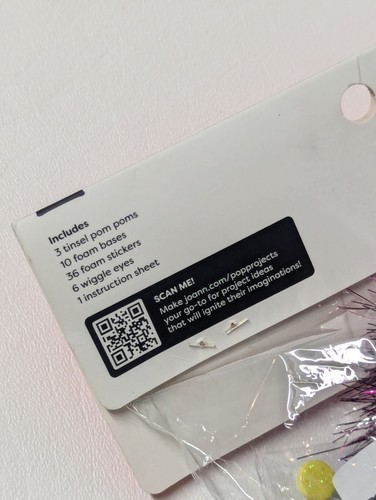 Includes
3 tinsel pom poms
10 foam bases
36 foam stickers
6 wiggle eyes
1 instruction sheet
SCAN ME!
Make joann.com/popprojects
your go-to for project ideas
that will ignite their imaginations!